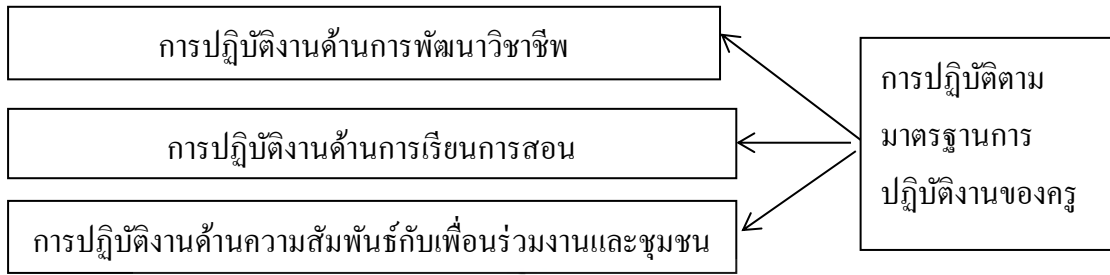 การปฏิบัติงานด้านการพัฒนาวิชาชีพ
การปฏิบัติงานด้านการเรียนการสอน
การปฏิบัติงานด้านความสัมพันธ์กับเพื่อนร่วมงานและชุมชน
การปฏิบัติตาม
มาตรฐานการ
ปฏิบัติงานของครู